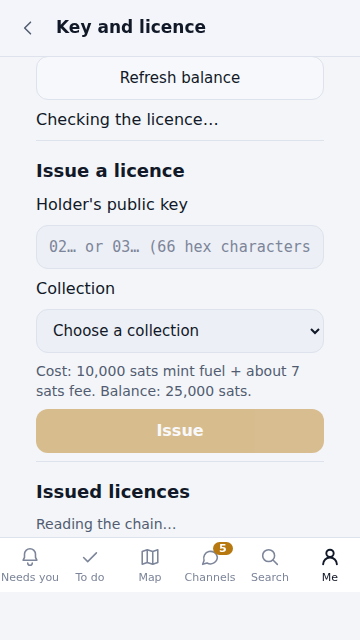 Key and licence
Refresh balance
Checking the licence…
Issue a licence
Holder's public key
02… or 03… (66 hex characters
Collection
Choose a collection
Cost: 10,000 sats mint fuel + about 7
sats fee. Balance: 25,000 sats.
Issue
Issued licences
Reading the chain…
5
Needs you
To do
Map
Channels
Search
Me